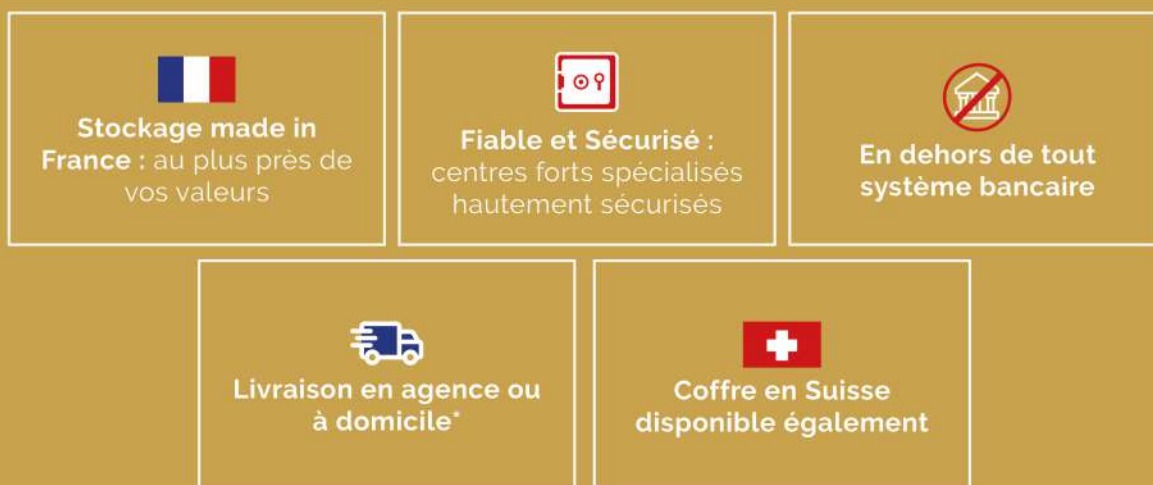 Stockage made in
France : au plus près de
vos valeurs
Fiable et Sécurisé :
centres forts spécialisés
hautement sécurisés
En dehors de tout
système bancaire
Livraison en agence ou
à domicile*
Coffre en Suisse
disponible également